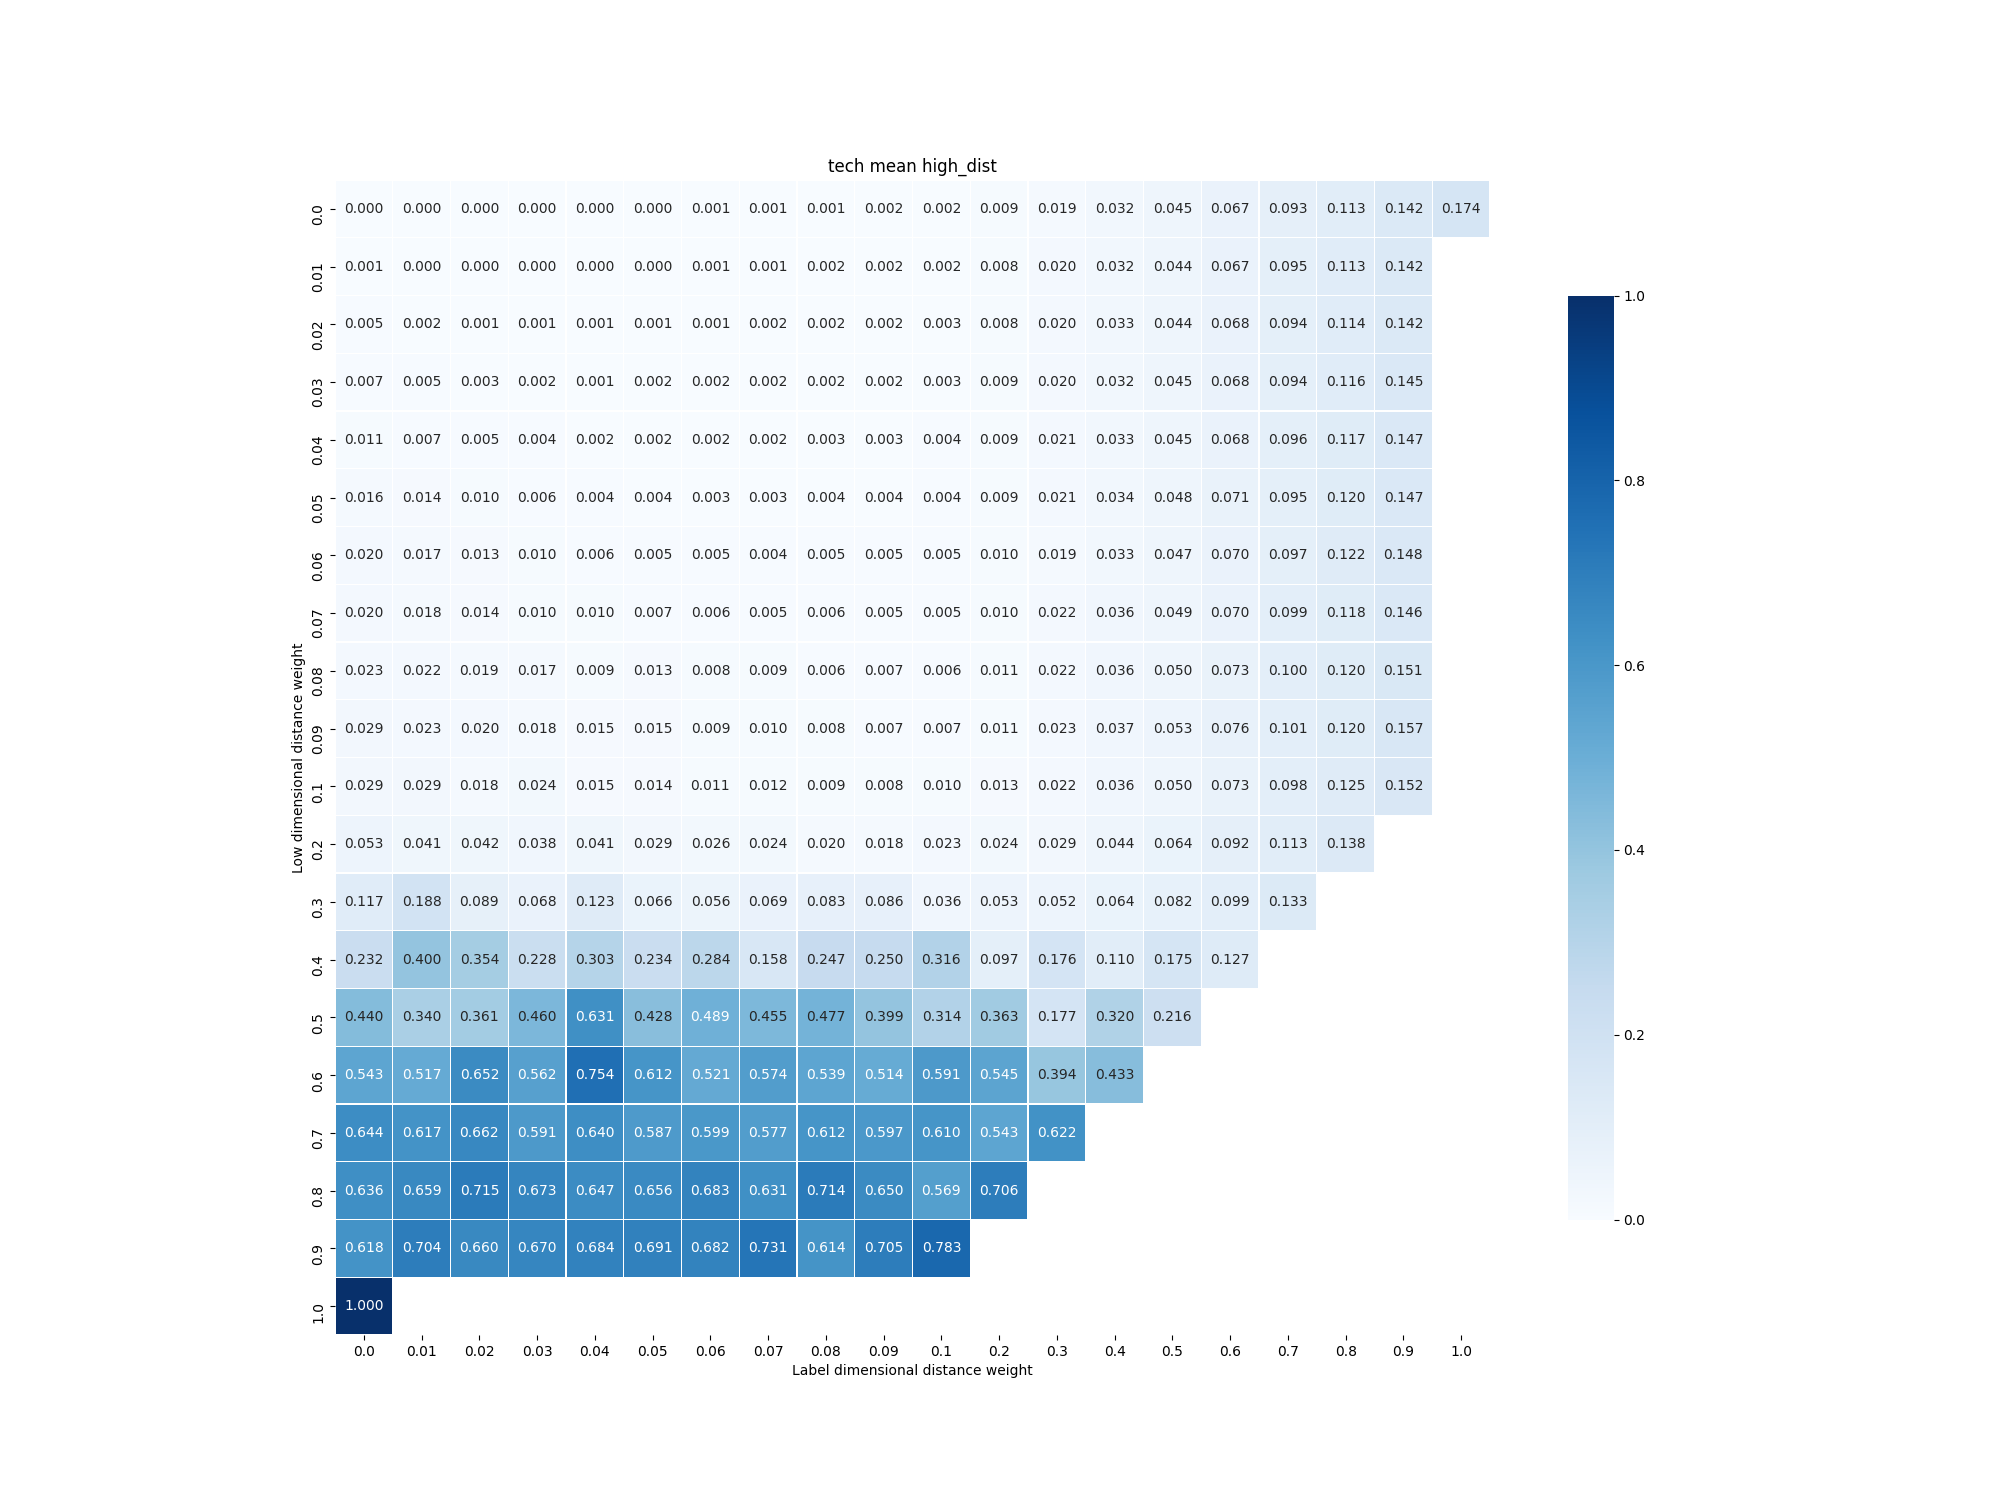 tech mean high_dist
0.0 0.000 0.000 0.000 0.000 0.000 0.000 0.001 0.001 0.001 0.002 0.002 0.009 0.019 0.032 0.045 0.067 0.093 0.113 0.142 0.174
0.01 0.001 0.000 0.000 0.000 0.000 0.000 0.001 0.001 0.002 0.002 0.002 0.008 0.020 0.032 0.044 0.067 0.095 0.113 0.142
0.02 0.005 0.002 0.001 0.001 0.001 0.001 0.001 0.002 0.002 0.002 0.003 0.008 0.020 0.033 0.044 0.068 0.094 0.114 0.142
0.03 0.007 0.005 0.003 0.002 0.001 0.002 0.002 0.002 0.002 0.002 0.003 0.009 0.020 0.032 0.045 0.068 0.094 0.116 0.145
0.04 0.011 0.007 0.005 0.004 0.002 0.002 0.002 0.002 0.003 0.003 0.004 0.009 0.021 0.033 0.045 0.068 0.096 0.117 0.147
0.05 0.016 0.014 0.010 0.006 0.004 0.004 0.003 0.003 0.004 0.004 0.004 0.009 0.021 0.034 0.048 0.071 0.095 0.120 0.147
0.06 0.020 0.017 0.013 0.010 0.006 0.005 0.005 0.004 0.005 0.005 0.005 0.010 0.019 0.033 0.047 0.070 0.097 0.122 0.148
0.07 0.020 0.018 0.014 0.010 0.010 0.007 0.006 0.005 0.006 0.005 0.005 0.010 0.022 0.036 0.049 0.070 0.099 0.118 0.146
0.08 0.023 0.022 0.019 0.017 0.009 0.013 0.008 0.009 0.006 0.007 0.006 0.011 0.022 0.036 0.050 0.073 0.100 0.120 0.151
0.09 0.029 0.023 0.020 0.018 0.015 0.015 0.009 0.010 0.008 0.007 0.007 0.011 0.023 0.037 0.053 0.076 0.101 0.120 0.157
0.1 0.029 0.029 0.018 0.024 0.015 0.014 0.011 0.012 0.009 0.008 0.010 0.013 0.022 0.036 0.050 0.073 0.098 0.125 0.152
0.2 0.053 0.041 0.042 0.038 0.041 0.029 0.026 0.024 0.020 0.018 0.023 0.024 0.029 0.044 0.064 0.092 0.113 0.138
0.3 0.117 0.188 0.089 0.068 0.123 0.066 0.056 0.069 0.083 0.086 0.036 0.053 0.052 0.064 0.082 0.099 0.133
0.4 0.232 0.400 0.354 0.228 0.303 0.234 0.284 0.158 0.247 0.250 0.316 0.097 0.176 0.110 0.175 0.127
0.5 0.440 0.340 0.361 0.460 0.631 0.428 0.489 0.455 0.477 0.399 0.314 0.363 0.177 0.320 0.216
0.6 0.543 0.517 0.652 0.562 0.754 0.612 0.521 0.574 0.539 0.514 0.591 0.545 0.394 0.433
0.7 0.644 0.617 0.662 0.591 0.640 0.587 0.599 0.577 0.612 0.597 0.610 0.543 0.622
0.8 0.636 0.659 0.715 0.673 0.647 0.656 0.683 0.631 0.714 0.650 0.569 0.706
0.9 0.618 0.704 0.660 0.670 0.684 0.691 0.682 0.731 0.614 0.705 0.783
1.0 1.000
0.0 0.01 0.02 0.03 0.04 0.05 0.06 0.07 0.08 0.09 0.1 0.2 0.3 0.4 0.5 0.6 0.7 0.8 0.9 1.0
Label dimensional distance weight
Low dimensional distance weight
1.0
0.8
0.6
0.4
0.2
0.0